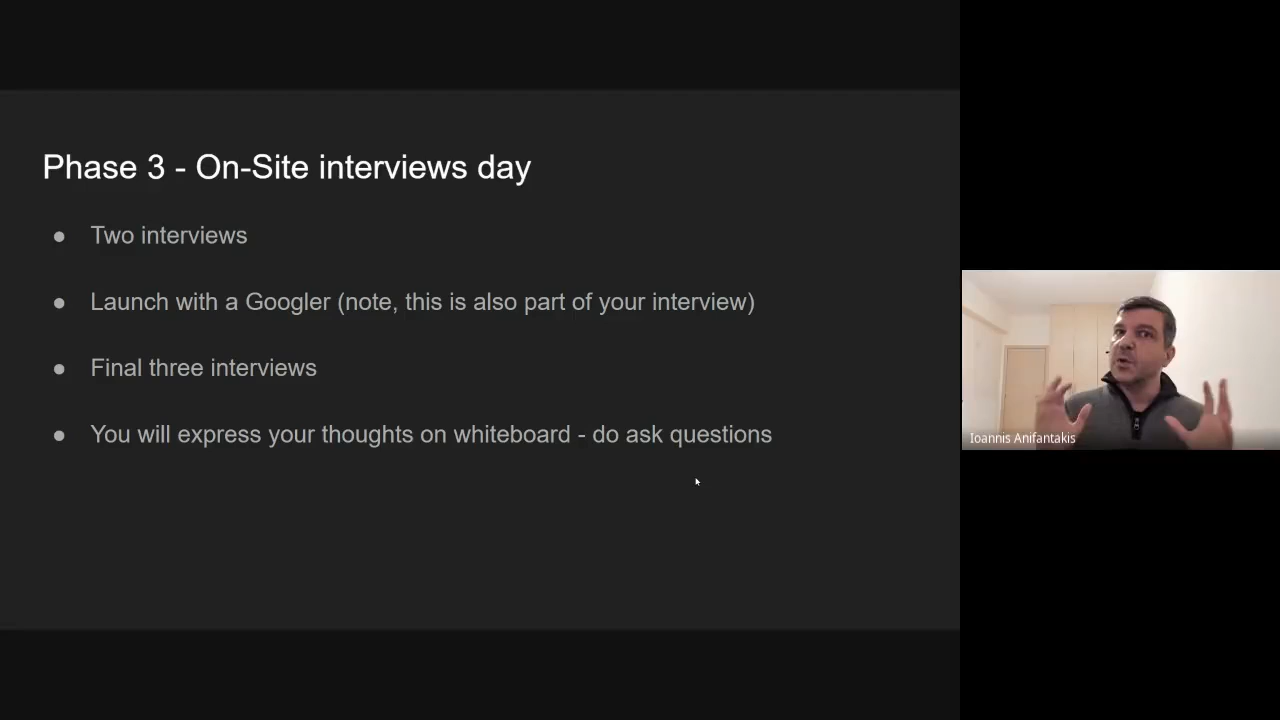 Phase 3 - On-Site interviews day
● Two interviews
● Launch with a Googler (note, this is also part of your interview)
● Final three interviews
● You will express your thoughts on whiteboard - do ask questions
Ioannis Anifantakis